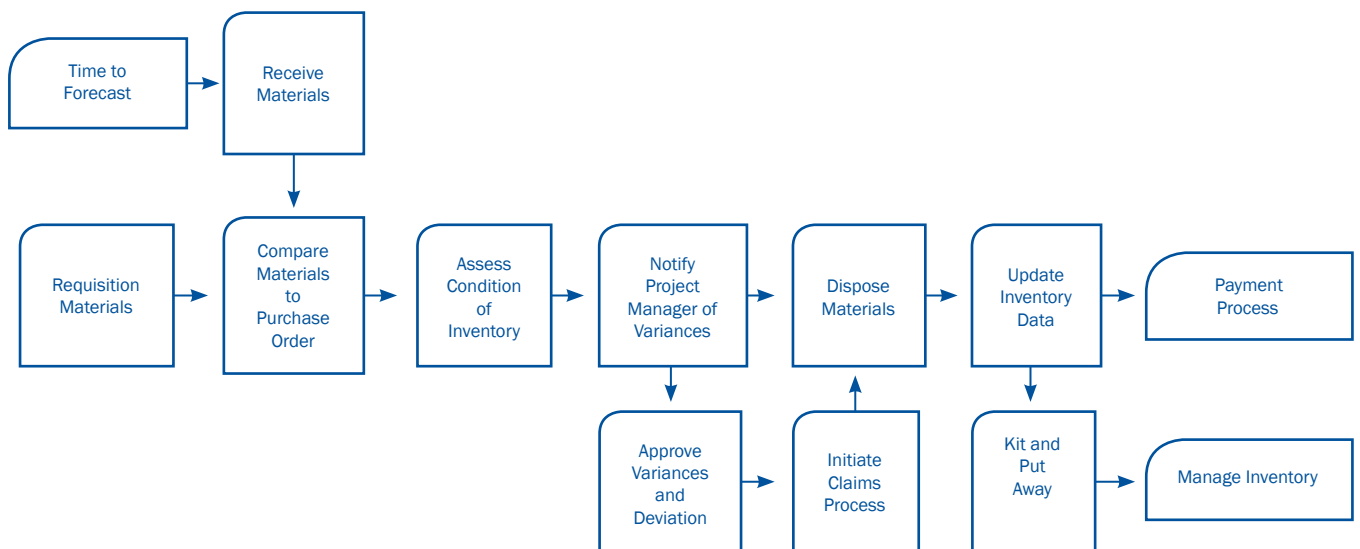 Time to
Forecast
Receive
Materials
Requisition
Materials
Compare
Materials
to
Purchase
Order
Assess
Condition
of
Inventory
Notify
Project
Manager of
Variances
Dispose
Materials
Update
Inventory
Data
Payment
Process
Approve
Variances
and
Deviation
Initiate
Claims
Process
Kit and
Put
Away
Manage Inventory